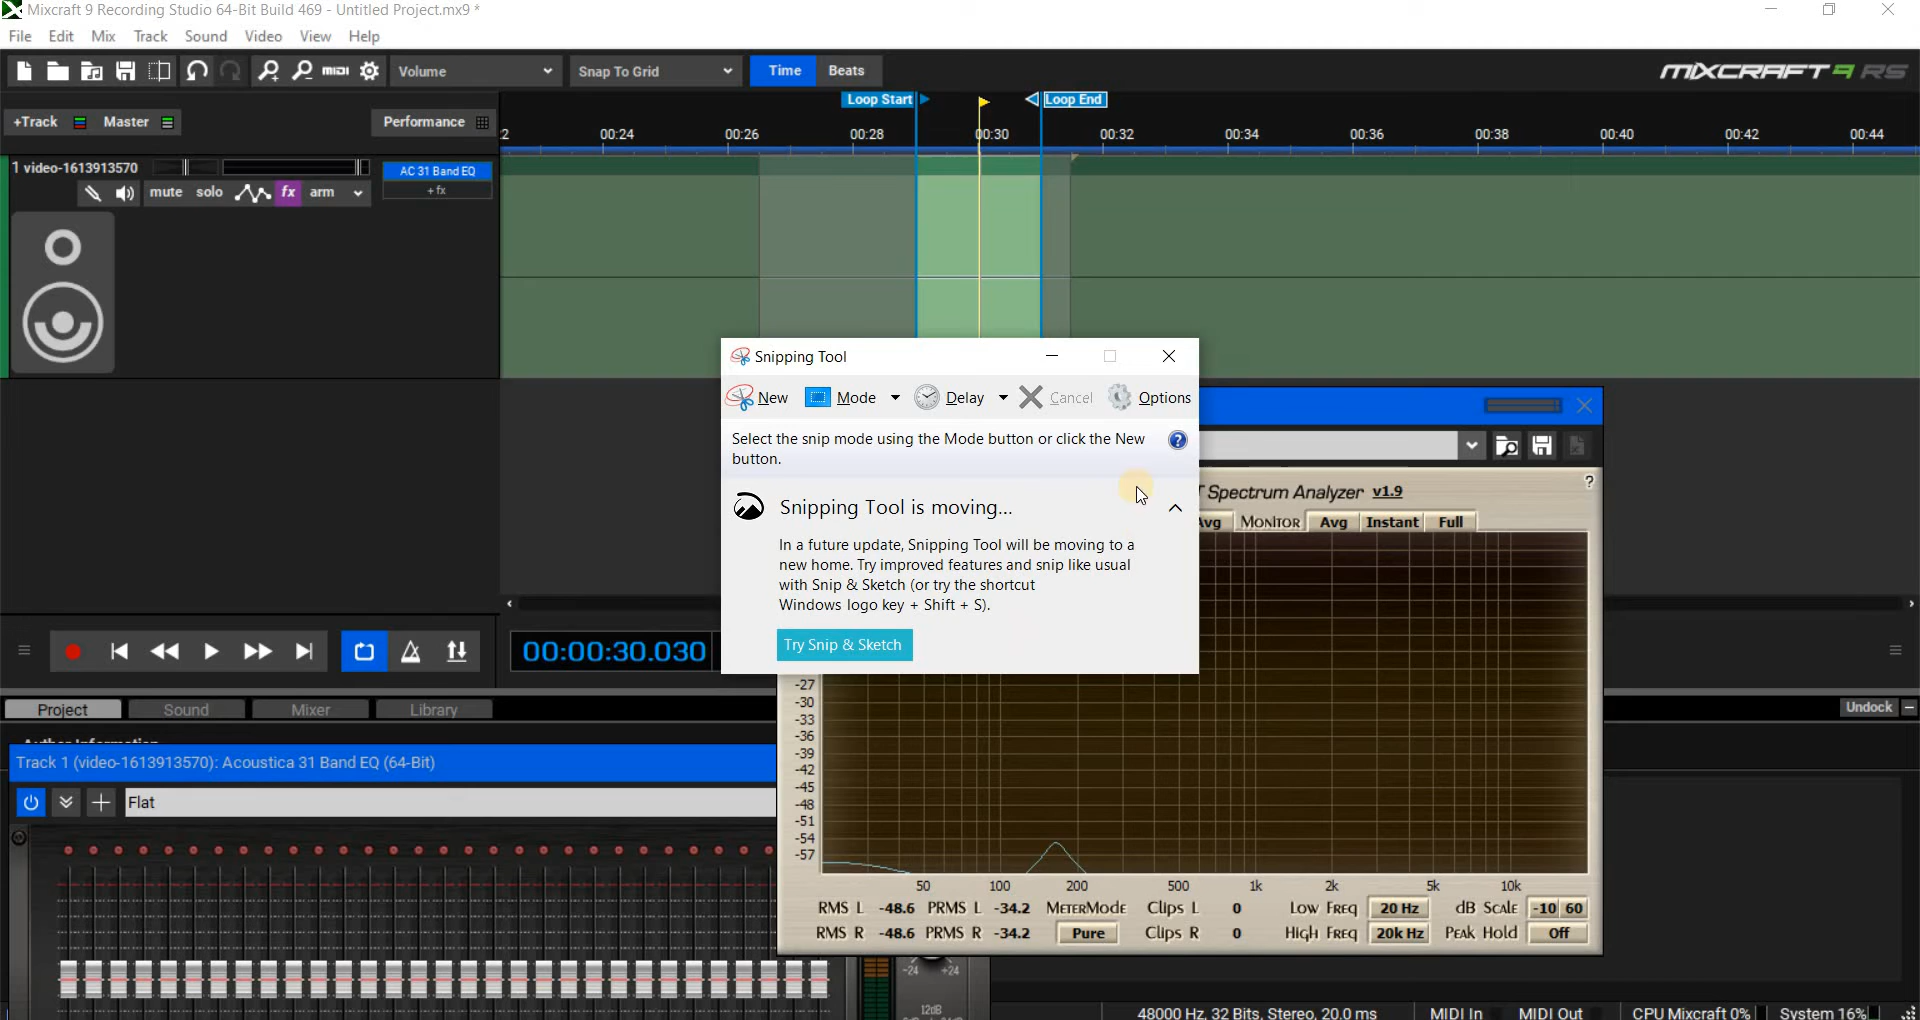 Mixcraft 9 Recording Studio 64-Bit Build 469 - Untitled Project.mx9 *
File Edit Mix Track Sound Video View Help
MIDI Volume Snap To Grid Time Beats MIXCRAFT 9 RS
Loop Start Loop End
+Track Master Performance
2 00:24 00:26 00:28 00:30 00:32 00:34 00:36 00:38 00:40 00:42 00:44
1 video-1613913570 AC 31 Band EQ
mute solo fx arm + fx
Snipping Tool
New Mode Delay Cancel Options
Select the snip mode using the Mode button or click the New
button.
Snipping Tool is moving...
In a future update, Snipping Tool will be moving to a
new home. Try improved features and snip like usual
with Snip & Sketch (or try the shortcut
Windows logo key + Shift + S).
Try Snip & Sketch
Spectrum Analyzer v1.9 ?
Avg Monitor Avg Instant Full
00:00:30.030
Project Sound Mixer Library Undock
Author Information
Track 1 (video-1613913570): Acoustica 31 Band EQ (64-Bit)
Flat
-27
-30
-33
-36
-39
-42
-45
-48
-51
-54
-57
50 100 200 500 1k 2k 5k 10k
RMS L -48.6 PRMS L -34.2 MeterMode Clips L 0 Low Freq 20 Hz dB Scale -10 60
RMS R -48.6 PRMS R -34.2 Pure Clips R 0 High Freq 20k Hz Peak Hold Off
-24 +24
12dB
48000 Hz, 32 Bits, Stereo, 20.0 ms MIDI In MIDI Out CPU Mixcraft 0% System 16%